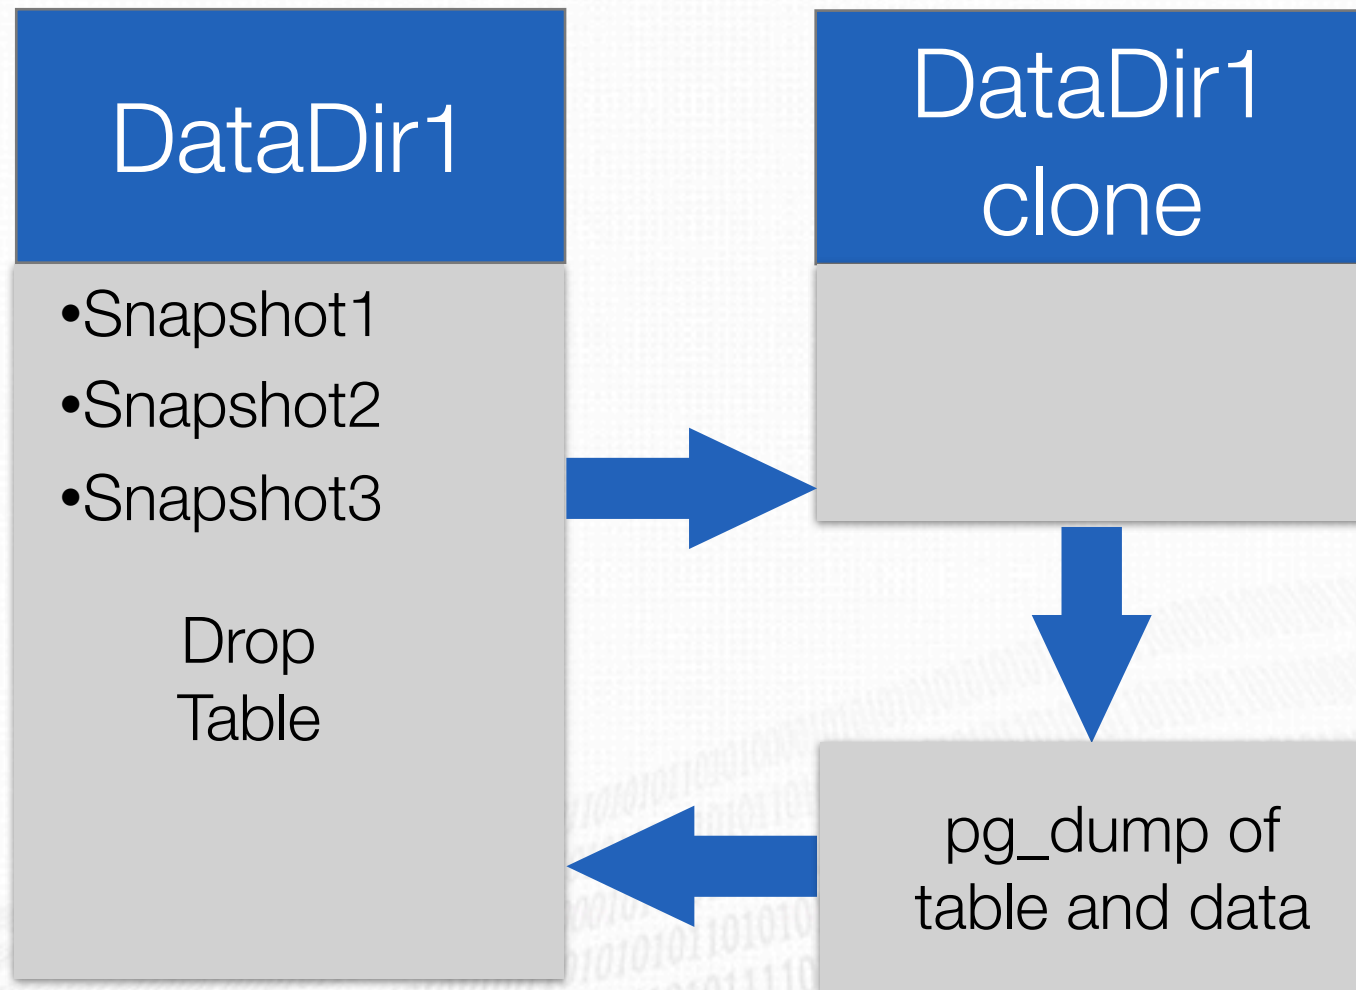 DataDir1
•Snapshot1
•Snapshot2
•Snapshot3
Drop
Table
DataDir1
clone
pg_dump of
table and data